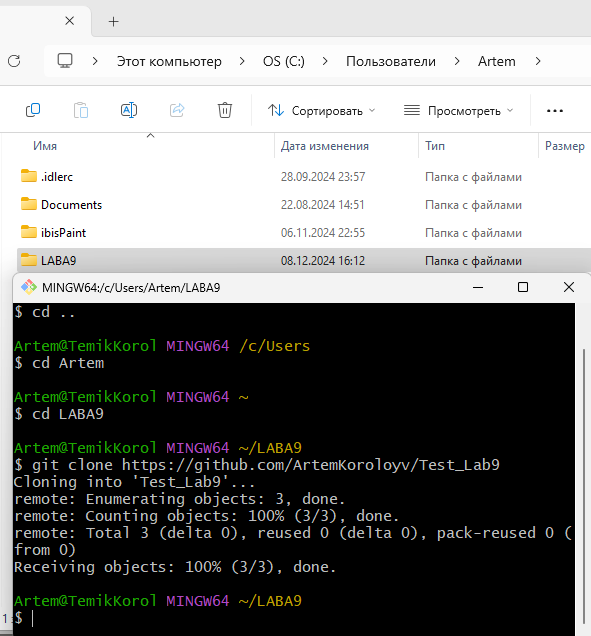 Этот компьютер > OS (C:) > Пользователи > Artem >
Сортировать Просмотреть ...
Имя Дата изменения Тип Размер
.idlerc 28.09.2024 23:57 Папка с файлами
Documents 22.08.2024 14:51 Папка с файлами
ibisPaint 06.11.2024 22:55 Папка с файлами
LABA9 08.12.2024 16:12 Папка с файлами
MINGW64:/c/Users/Artem/LABA9
$ cd ..
Artem@TemikKorol MINGW64 /c/Users
$ cd Artem
Artem@TemikKorol MINGW64 ~
$ cd LABA9
Artem@TemikKorol MINGW64 ~/LABA9
$ git clone https://github.com/ArtemKoroloyv/Test_Lab9
Cloning into 'Test_Lab9'...
remote: Enumerating objects: 3, done.
remote: Counting objects: 100% (3/3), done.
remote: Total 3 (delta 0), reused 0 (delta 0), pack-reused 0 (
from 0)
Receiving objects: 100% (3/3), done.
Artem@TemikKorol MINGW64 ~/LABA9
$